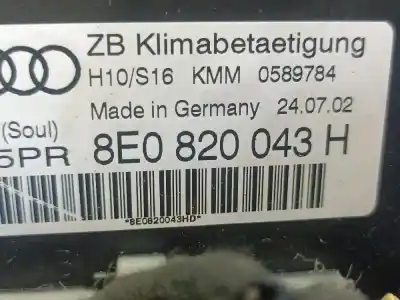 ZB Klimabetaetigung
H10/S16 KMM 0589784
Made in Germany 24.07.02
(Soul)
5PR 8E0 820 043 H
*8E0820043HD*